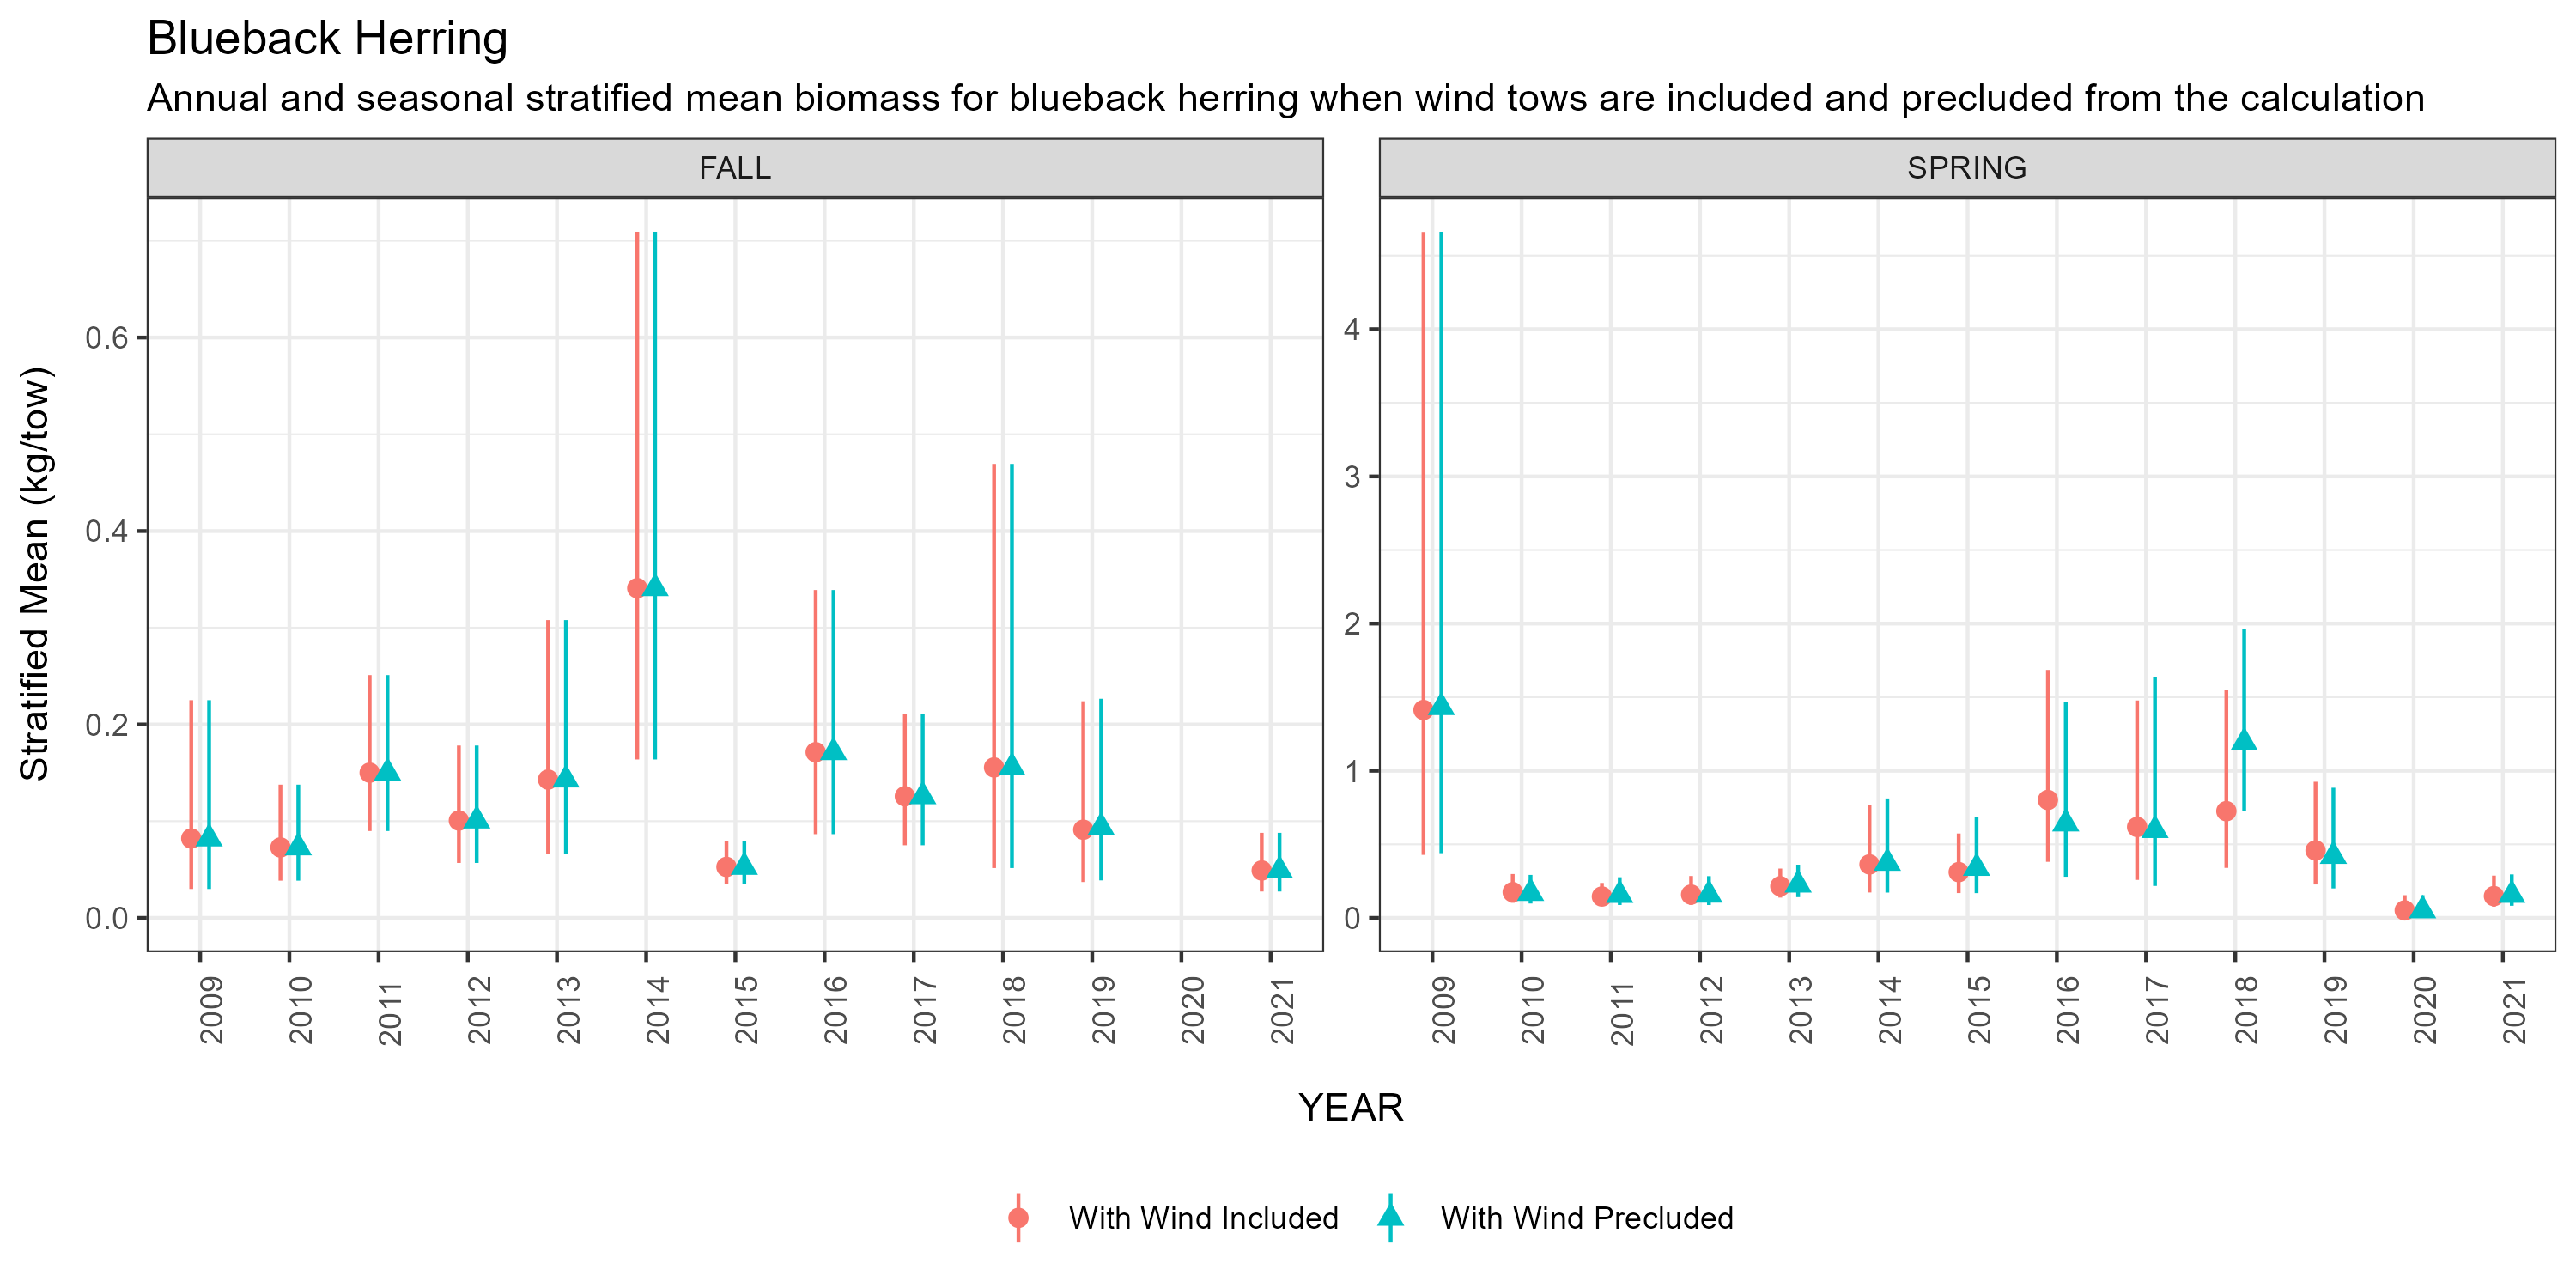 Blueback Herring
Annual and seasonal stratified mean biomass for blueback herring when wind tows are included and precluded from the calculation
FALL
SPRING
Stratified Mean (kg/tow)
0.6
0.4
0.2
0.0
4
3
2
1
0
2009 2010 2011 2012 2013 2014 2015 2016 2017 2018 2019 2020 2021
2009 2010 2011 2012 2013 2014 2015 2016 2017 2018 2019 2020 2021
YEAR
With Wind Included
With Wind Precluded